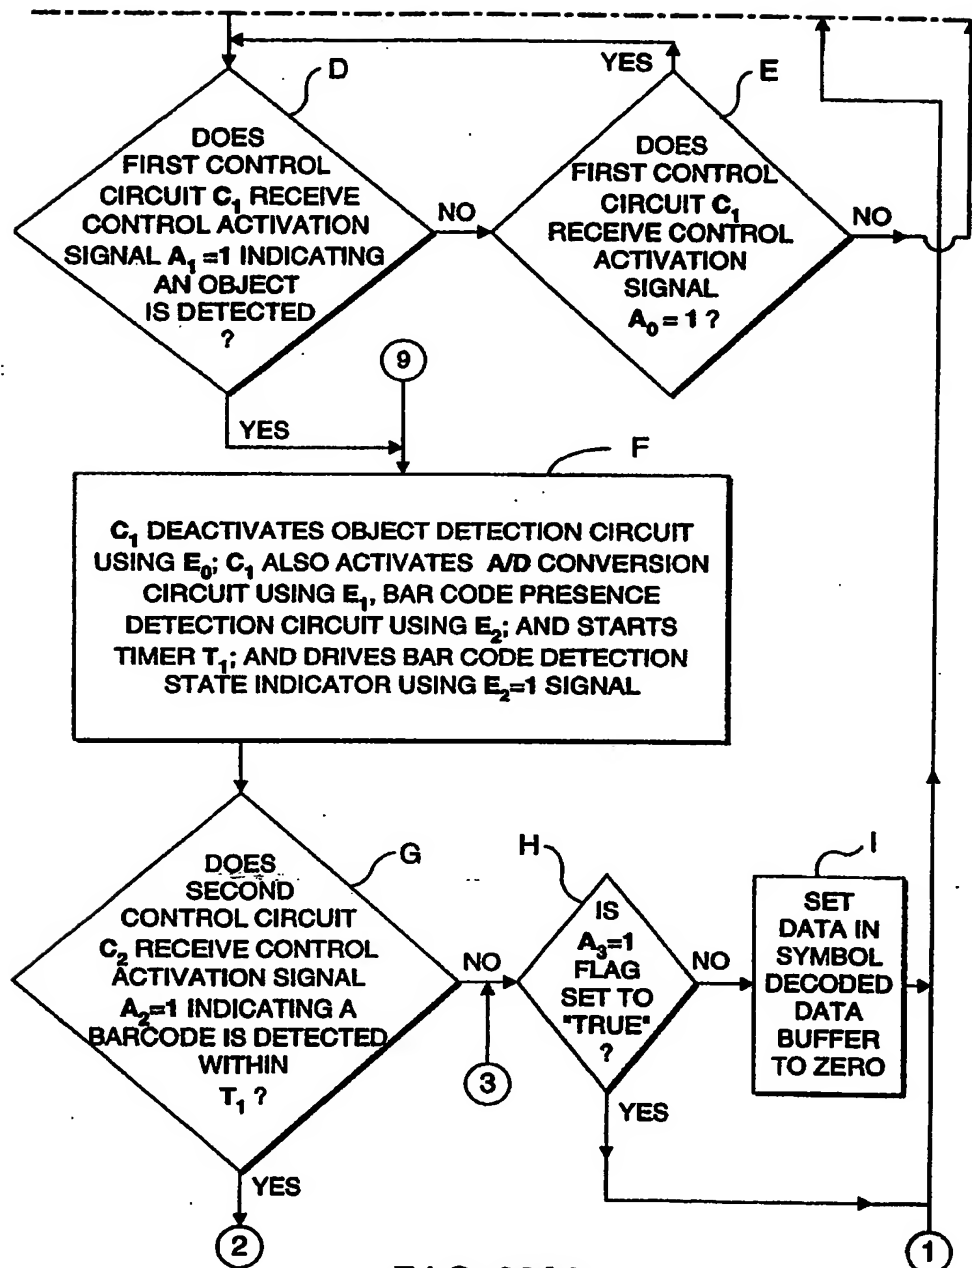 D
DOES
FIRST CONTROL
CIRCUIT C₁ RECEIVE
CONTROL ACTIVATION
SIGNAL A₁ =1 INDICATING
AN OBJECT
IS DETECTED
?
NO
YES
E
YES
DOES
FIRST CONTROL
CIRCUIT C₁
RECEIVE CONTROL
ACTIVATION
SIGNAL
A₀ = 1 ?
NO
9
F
C₁ DEACTIVATES OBJECT DETECTION CIRCUIT
USING E₀; C₁ ALSO ACTIVATES A/D CONVERSION
CIRCUIT USING E₁, BAR CODE PRESENCE
DETECTION CIRCUIT USING E₂; AND STARTS
TIMER T₁; AND DRIVES BAR CODE DETECTION
STATE INDICATOR USING E₂=1 SIGNAL
G
DOES
SECOND
CONTROL CIRCUIT
C₂ RECEIVE CONTROL
ACTIVATION SIGNAL
A₂=1 INDICATING A
BARCODE IS DETECTED
WITHIN
T₁ ?
NO
YES
3
H
IS
A₃=1
FLAG
SET TO
"TRUE"
?
NO
YES
I
SET
DATA IN
SYMBOL
DECODED
DATA
BUFFER
TO ZERO
2
1